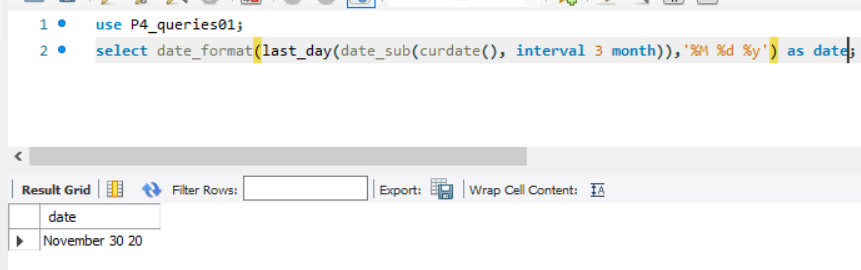 1 use P4_queries01;
2 select date_format(last_day(date_sub(curdate(), interval 3 month)),'%M %d %y') as date;
Result Grid Filter Rows: Export: Wrap Cell Content: IA
date
November 30 20